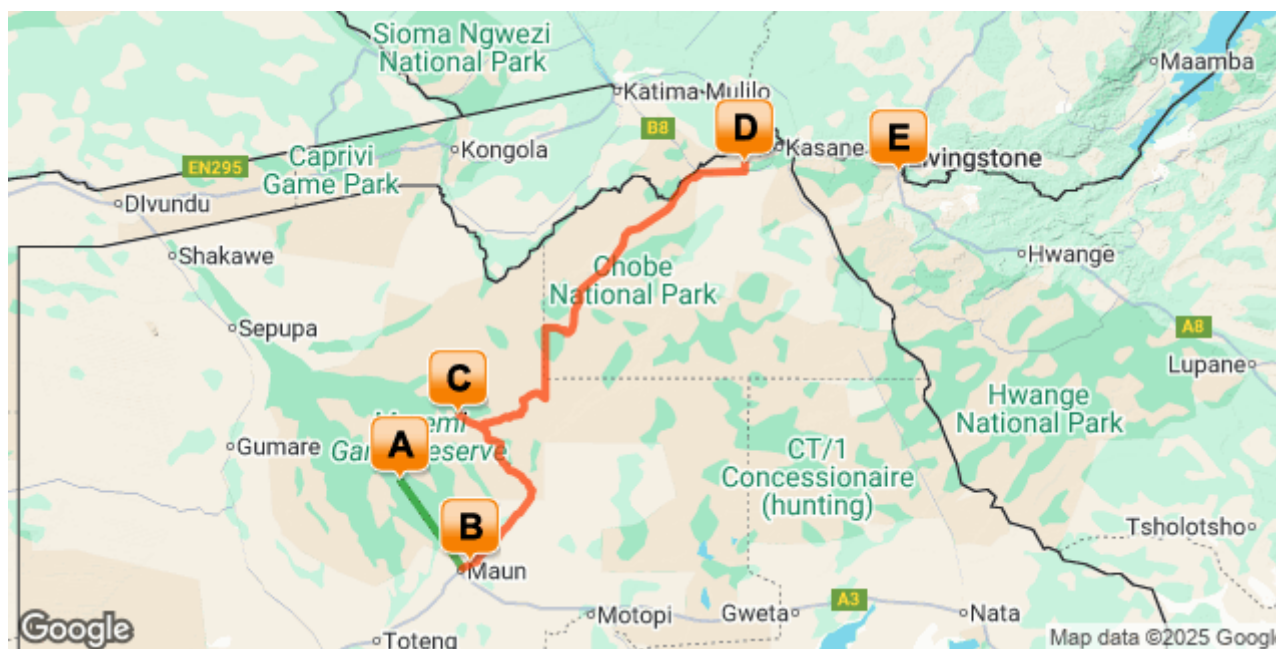 Sioma Ngwezi
National Park
Maamba
Katima Mulilo
B8
D
Kasane
E
Livingstone
EN295
Caprivi
Game Park
Kongola
DIvundu
Shakawe
Hwange
Chobe
National Park
Sepupa
A8
Lupane
C
Hwange
National Park
A
Gumare
CT/1
Concessionaire
(hunting)
B
Tsholotsho
Maun
Motopi
Gweta
A3
Nata
Toteng
Google
Map data ©2025 Google